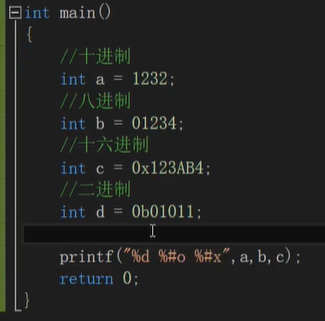 int main()
{
//十进制
int a = 1232;
//八进制
int b = 01234;
//十六进制
int c = 0x123AB4;
//二进制
int d = 0b01011;
printf("%d %#o %#x",a,b,c);
return 0;
}